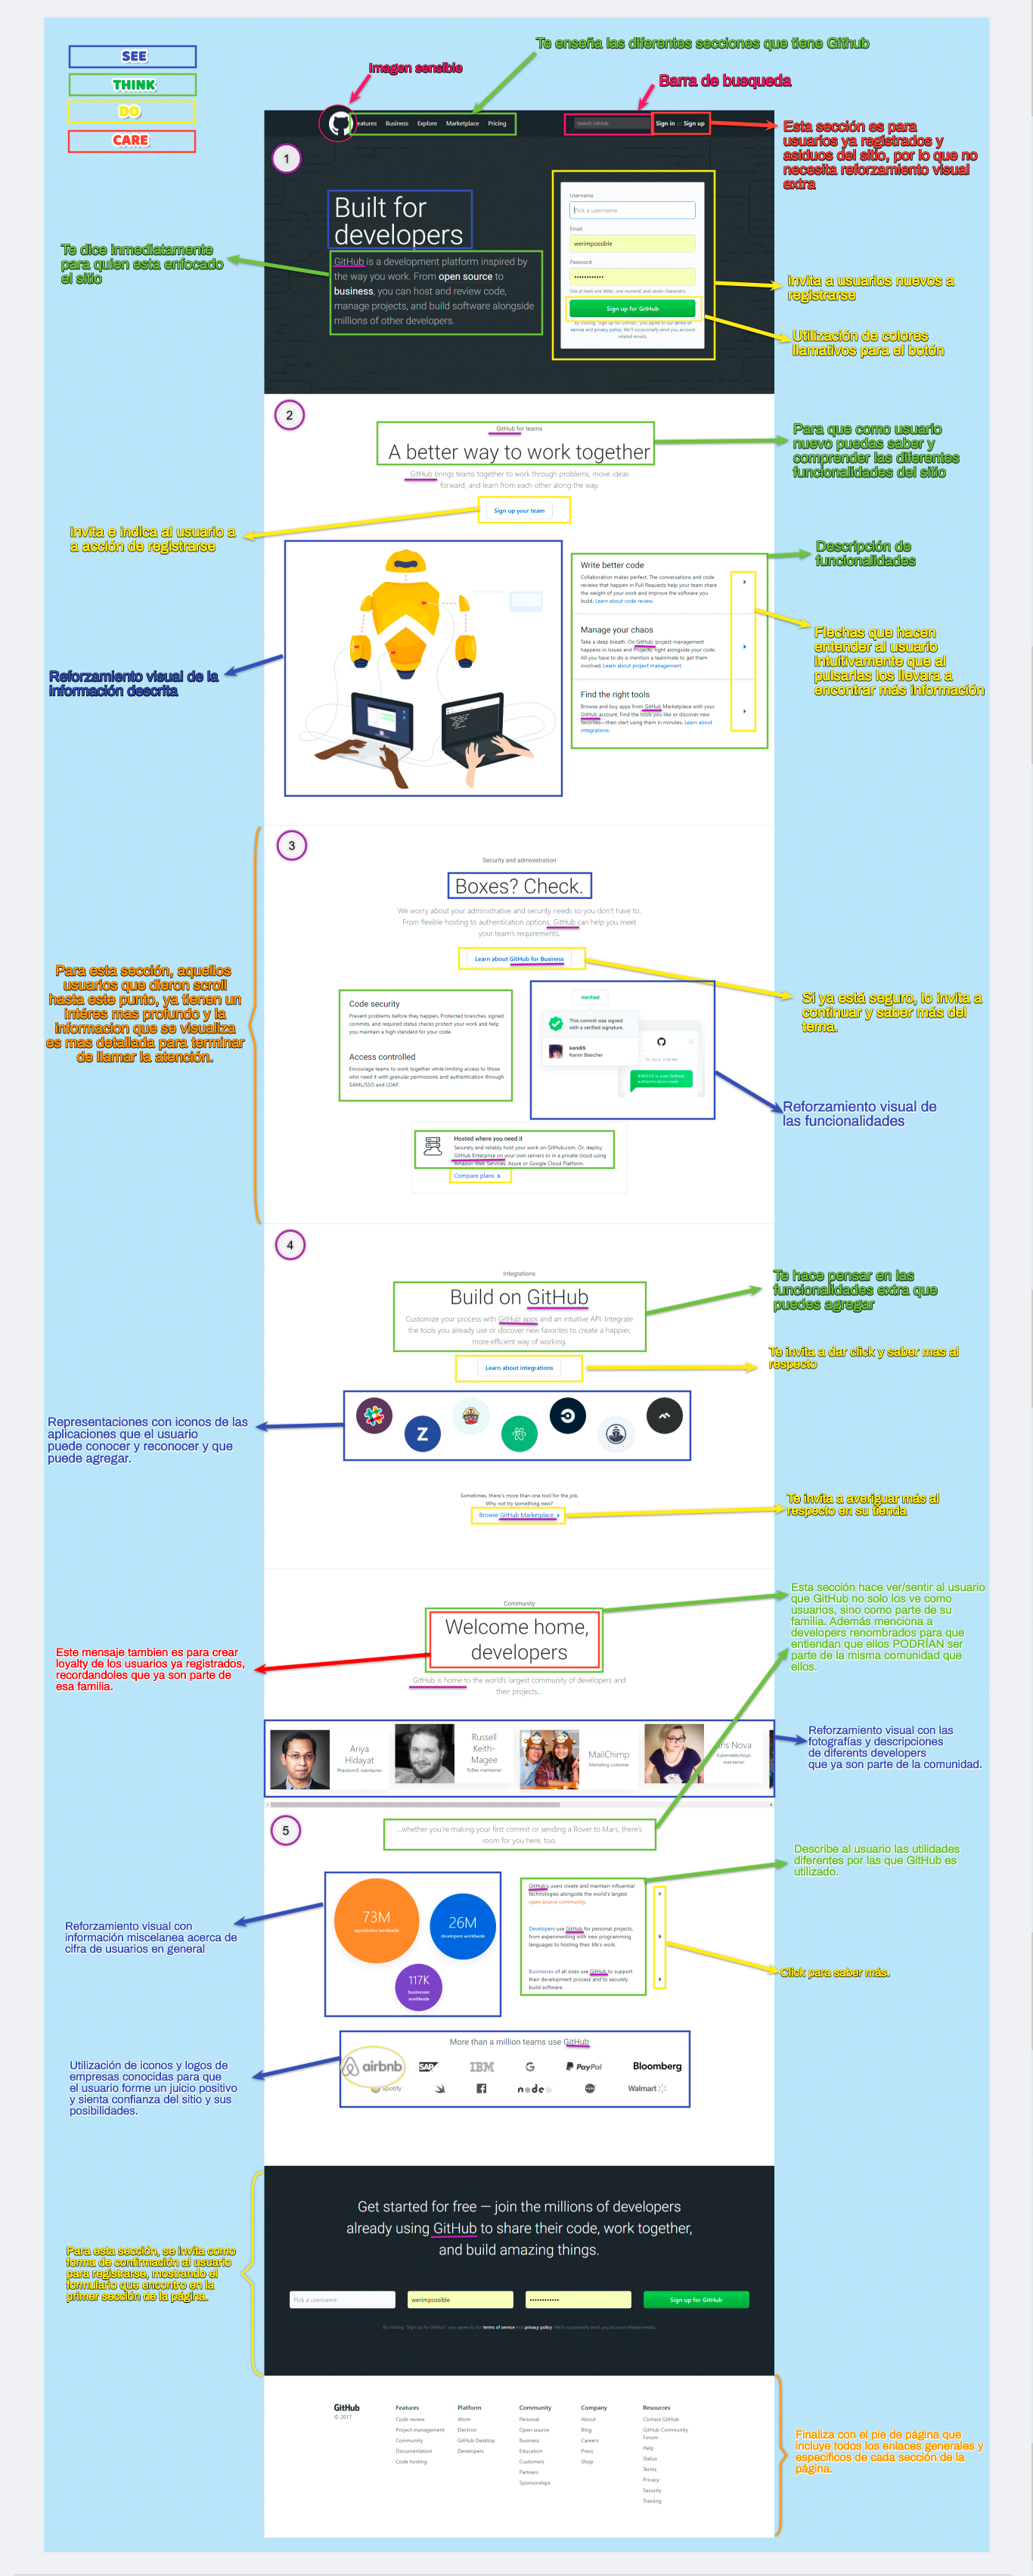 SEE
THINK
DO
CARE
Te enseña las diferentes secciones que tiene Github
Imagen sensible
Barra de busqueda
Features Business Explore Marketplace Pricing
Search GitHub
Sign in or Sign up
Esta sección es para
usuarios ya registrados y
asiduos del sitio, por lo que no
necesita reforzamiento visual
extra
1
Built for
developers
GitHub is a development platform inspired by
the way you work. From open source to
business, you can host and review code,
manage projects, and build software alongside
millions of other developers.
Te dice inmediatamente
para quien esta enfocado
el sitio
Username
Pick a username
Email
werimpossible
Password
••••••••••••
Use at least one letter, one numeral, and seven characters.
Sign up for GitHub
By clicking "Sign up for GitHub", you agree to our terms of
service and privacy policy. We'll occasionally send you account
related emails.
Invita a usuarios nuevos a
registrarse
Utilización de colores
llamativos para el botón
2
GitHub for teams
A better way to work together
GitHub brings teams together to work through problems, move ideas
forward, and learn from each other along the way.
Sign up your team
Para que como usuario
nuevo puedas saber y
comprender las diferentes
funcionalidades del sitio
Invita e indica al usuario a
a acción de registrarse
Write better code
Collaboration makes perfect. The conversations and code
reviews that happen in Pull Requests help your team share
the weight of your work and improve the software you
build. Learn about code review.
Manage your chaos
Take a deep breath. On GitHub, project management
happens in Issues and Projects, right alongside your code.
All you have to do is mention a teammate to get them
involved. Learn about project management.
Find the right tools
Browse and buy apps from GitHub Marketplace with your
GitHub account. Find the tools you like or discover new
favorites—then start using them in minutes. Learn about
integrations.
Descripción de
funcionalidades
Flechas que hacen
entender al usuario
intuitivamente que al
pulsarlas los llevara a
encontrar más información
Reforzamiento visual de la
información descrita
3
Security and administration
Boxes? Check.
We worry about your administrative and security needs so you don't have to.
From flexible hosting to authentication options, GitHub can help you meet
your team's requirements.
Learn about GitHub for Business
Para esta sección, aquellos
usuarios que dieron scroll
hasta este punto, ya tienen un
intéres mas profundo y la
informacion que se visualiza
es mas detallada para terminar
de llamar la atención.
Code security
Prevent problems before they happen. Protected branches, signed
commits, and required status checks protect your work and help
you maintain a high standard for your code.
Access controlled
Encourage teams to work together while limiting access to those
who need it with granular permissions and authentication through
SAML/SSO and LDAP.
Verified
This commit was signed
with a verified signature.
keni85
Karen Beecher
authentication code
Si ya está seguro, lo invita a
continuar y saber más del
tema.
Reforzamiento visual de
las funcionalidades
Hosted where you need it
Securely and reliably host your work on GitHub.com. Or, deploy
GitHub Enterprise on your own servers or in a private cloud using
Amazon Web Services, Azure or Google Cloud Platform.
Compare plans
4
Integrations
Build on GitHub
Customize your process with GitHub apps and an intuitive API. Integrate
the tools you already use or discover new favorites to create a happier,
more efficient way of working.
Learn about integrations
Te hace pensar en las
funcionalidades extra que
puedes agregar
Te invita a dar click y saber mas al
respecto
Representaciones con iconos de las
aplicaciones que el usuario
puede conocer y reconocer y que
puede agregar.
Z
Sometimes, there's more than one tool for the job.
Why not try something new?
Browse GitHub Marketplace
Te invita a averiguar más al
respecto en su tienda
Community
Welcome home,
developers
GitHub is home to the world's largest community of developers and
their projects...
Esta sección hace ver/sentir al usuario
que GitHub no solo los ve como
usuarios, sino como parte de su
familia. Además menciona a
developers renombrados para que
entiendan que ellos PODRÍAN ser
parte de la misma comunidad que
ellos.
Este mensaje tambien es para crear
loyalty de los usuarios ya registrados,
recordandoles que ya son parte de
esa familia.
Ariya
Hidayat
PhantomJS maintainer
Russell
Keith-
Magee
PyBee maintainer
MailChimp
Marketing customer
Kris Nova
Kubernetes/kops
maintainer
Reforzamiento visual con las
fotografías y descripciones
de diferents developers
que ya son parte de la comunidad.
5
...whether you're making your first commit or sending a Rover to Mars, there's
room for you here, too.
Describe al usuario las utilidades
diferentes por las que GitHub es
utilizado.
73M
repositories worldwide
26M
developers worldwide
117K
businesses
worldwide
GitHub's users create and maintain influential
technologies alongside the world's largest
open source community.
Developers use GitHub for personal projects,
from experimenting with new programming
languages to hosting their life's work.
Businesses of all sizes use GitHub to support
their development process and to securely
build software.
Reforzamiento visual con
información miscelanea acerca de
cifra de usuarios en general
Click para saber más.
More than a million teams use GitHub
airbnb SAP IBM G PayPal Bloomberg
Spotify node Walmart
Utilización de iconos y logos de
empresas conocidas para que
el usuario forme un juicio positivo
y sienta confianza del sitio y sus
posibilidades.
Get started for free — join the millions of developers
already using GitHub to share their code, work together,
and build amazing things.
Pick a username
werimpossible
••••••••••••
Sign up for GitHub
By clicking "Sign up for GitHub", you agree to our terms of service and privacy policy. We'll occasionally send you account related emails.
Para esta sección, se invita como
forma de confirmación al usuario
para registrarse, mostrando el
formulario que encontro en la
primer sección de la página.
GitHub
© 2017
Features
Code review
Project management
Community
Documentation
Code hosting
Platform
Atom
Electron
GitHub Desktop
Developers
Community
Personal
Open source
Business
Education
Customers
Partners
Sponsorships
Company
About
Blog
Careers
Press
Shop
Resources
Contact GitHub
GitHub Community
Forum
Help
Status
Terms
Privacy
Security
Training
Finaliza con el pie de página que
incluye todos los enlaces generales y
especificos de cada sección de la
página.